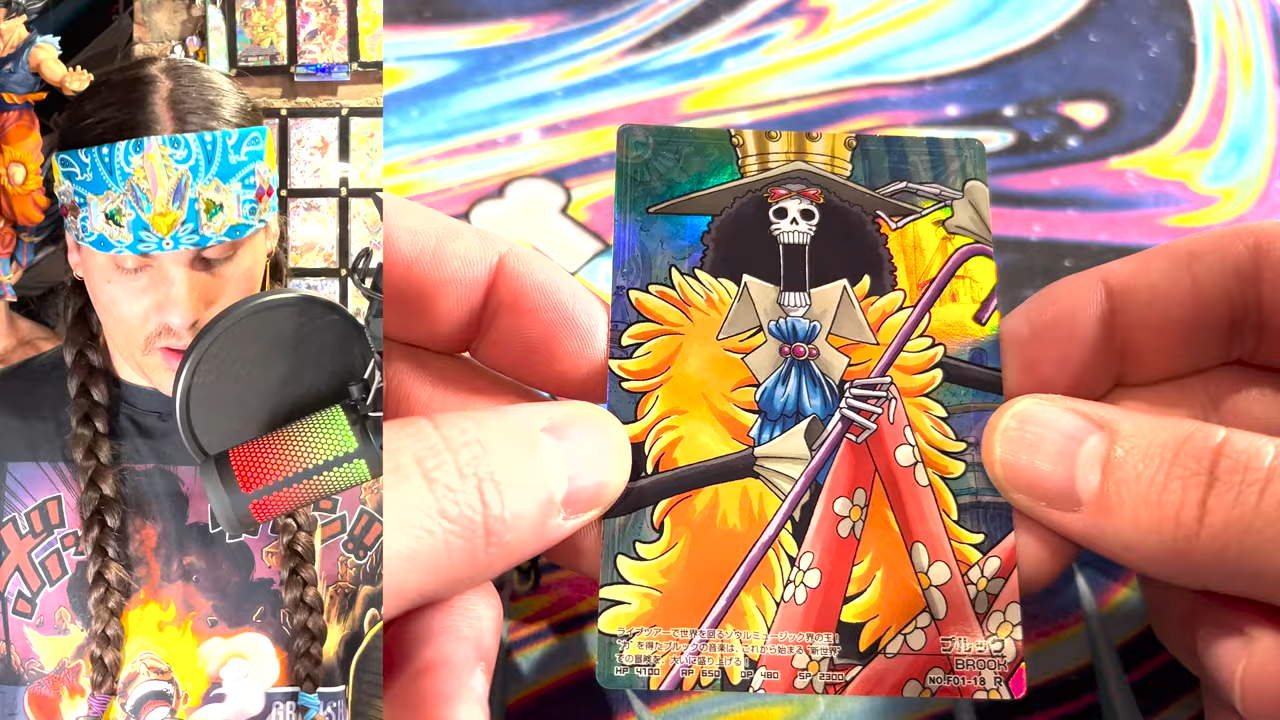 ライブツアーで世界を回るソウルミュージック界の王!
"力"を得たブルックの音楽は、これから始まる"新世界"
での冒険を、大いに盛り上げる!
HP 4100 AP 650 DP 480 SP 2300
ブルック
BROOK
NO.F01-18 R